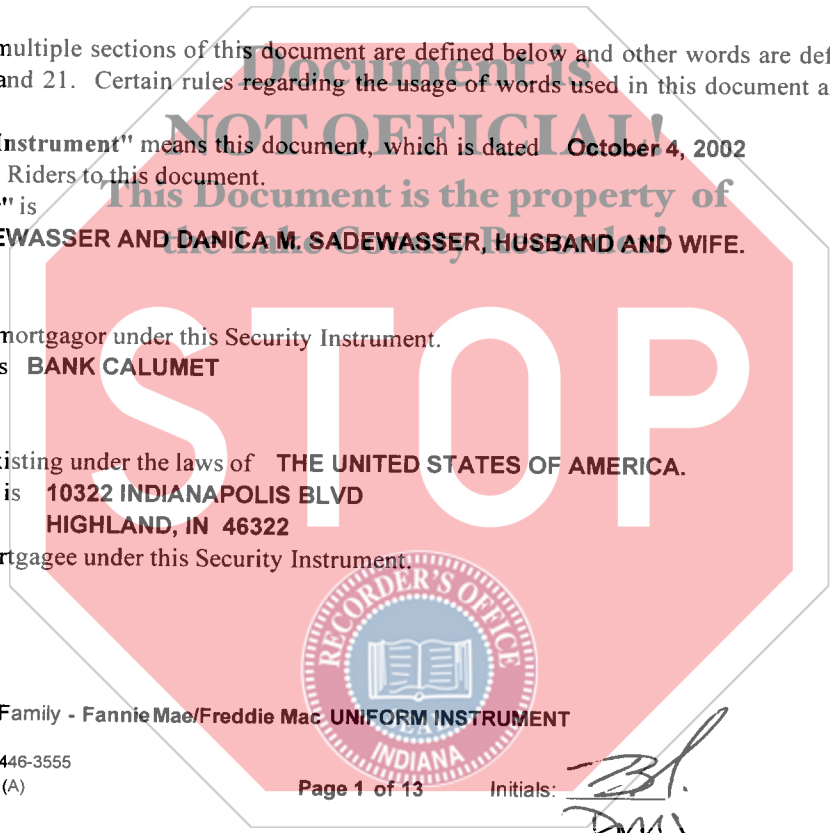 multiple sections of this document are defined below and other words are def
and 21. Certain rules regarding the usage of words used in this document a
Document is
NOT OFFICIAL!
This Document is the property of
the Lake County Recorder!
Instrument" means this document, which is dated October 4, 2002
Riders to this document.
" is
EWASSER AND DANICA M. SADEWASSER, HUSBAND AND WIFE.
mortgagor under this Security Instrument.
s BANK CALUMET
STOP
isting under the laws of THE UNITED STATES OF AMERICA.
is 10322 INDIANAPOLIS BLVD
HIGHLAND, IN 46322
rtgagee under this Security Instrument.
RECORDER'S OFFICE
SEAL
INDIANA
Family - Fannie Mae/Freddie Mac UNIFORM INSTRUMENT
446-3555
(A)
Page 1 of 13 Initials: